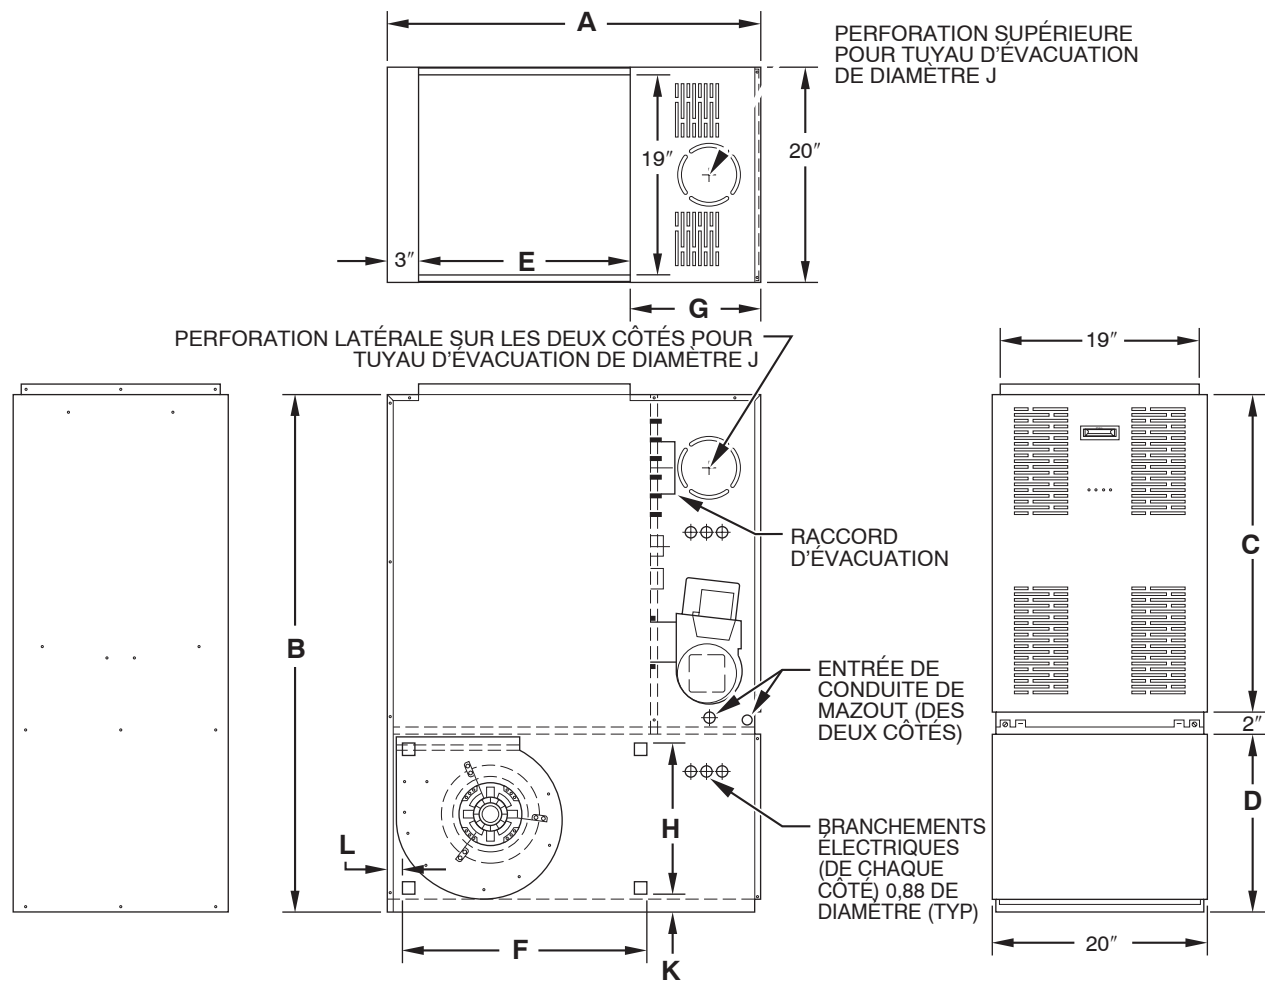 A
PERFORATION SUPÉRIEURE
POUR TUYAU D'ÉVACUATION
DE DIAMÈTRE J
19″
20″
3″
E
G
PERFORATION LATÉRALE SUR LES DEUX CÔTÉS POUR
TUYAU D'ÉVACUATION DE DIAMÈTRE J
19″
B
RACCORD
D'ÉVACUATION
C
ENTRÉE DE
CONDUITE DE
MAZOUT (DES
DEUX CÔTÉS)
2″
D
H
L
BRANCHEMENTS
ÉLECTRIQUES
(DE CHAQUE
CÔTÉ) 0,88 DE
DIAMÈTRE (TYP)
F
K
20″